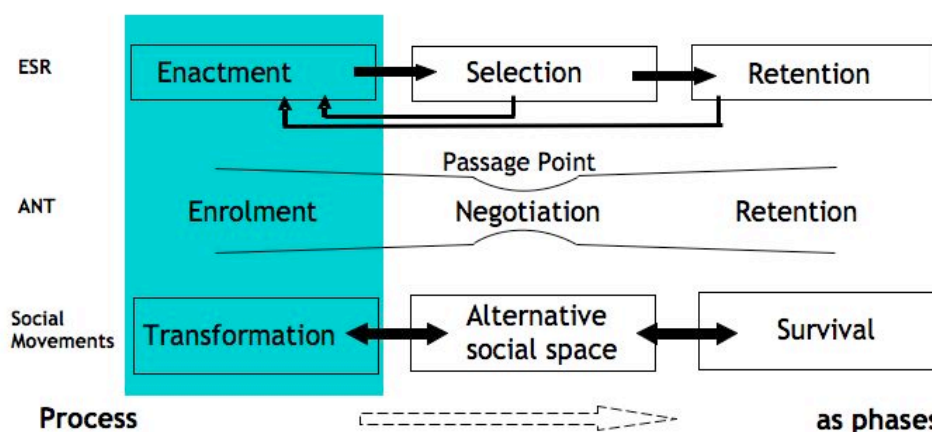 ESR
Enactment
Selection
Retention
Passage Point
ANT
Enrolment
Negotiation
Retention
Social
Movements
Transformation
Alternative
social space
Survival
Process
as phases